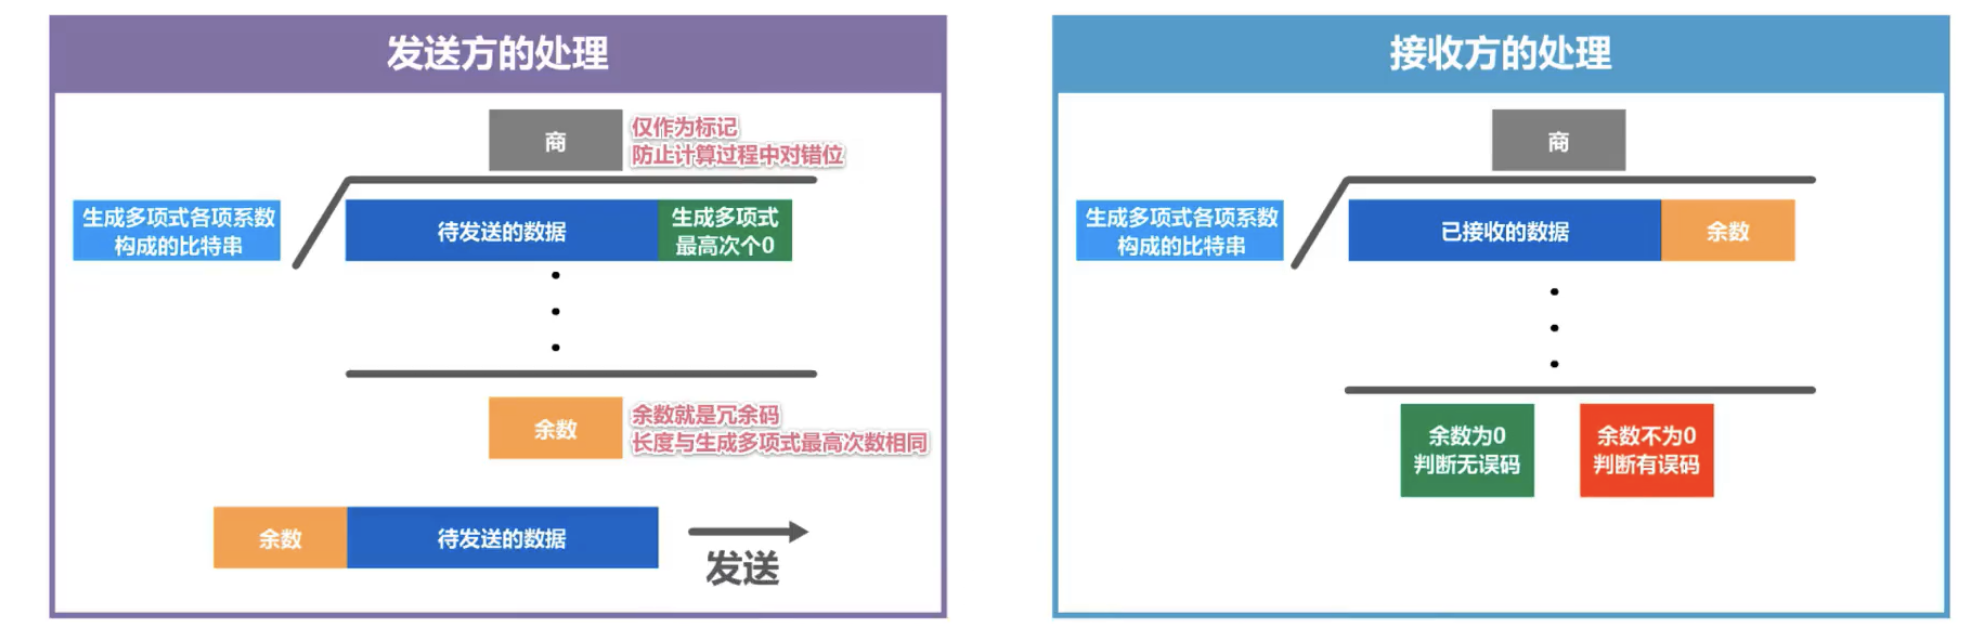 发送方的处理
商
仅作为标记
防止计算过程中对错位
生成多项式各项系数
构成的比特串
待发送的数据
生成多项式
最高次个0
余数
余数就是冗余码
长度与生成多项式最高次数相同
余数
待发送的数据
发送
接收方的处理
商
生成多项式各项系数
构成的比特串
已接收的数据
余数
余数为0
判断无误码
余数不为0
判断有误码